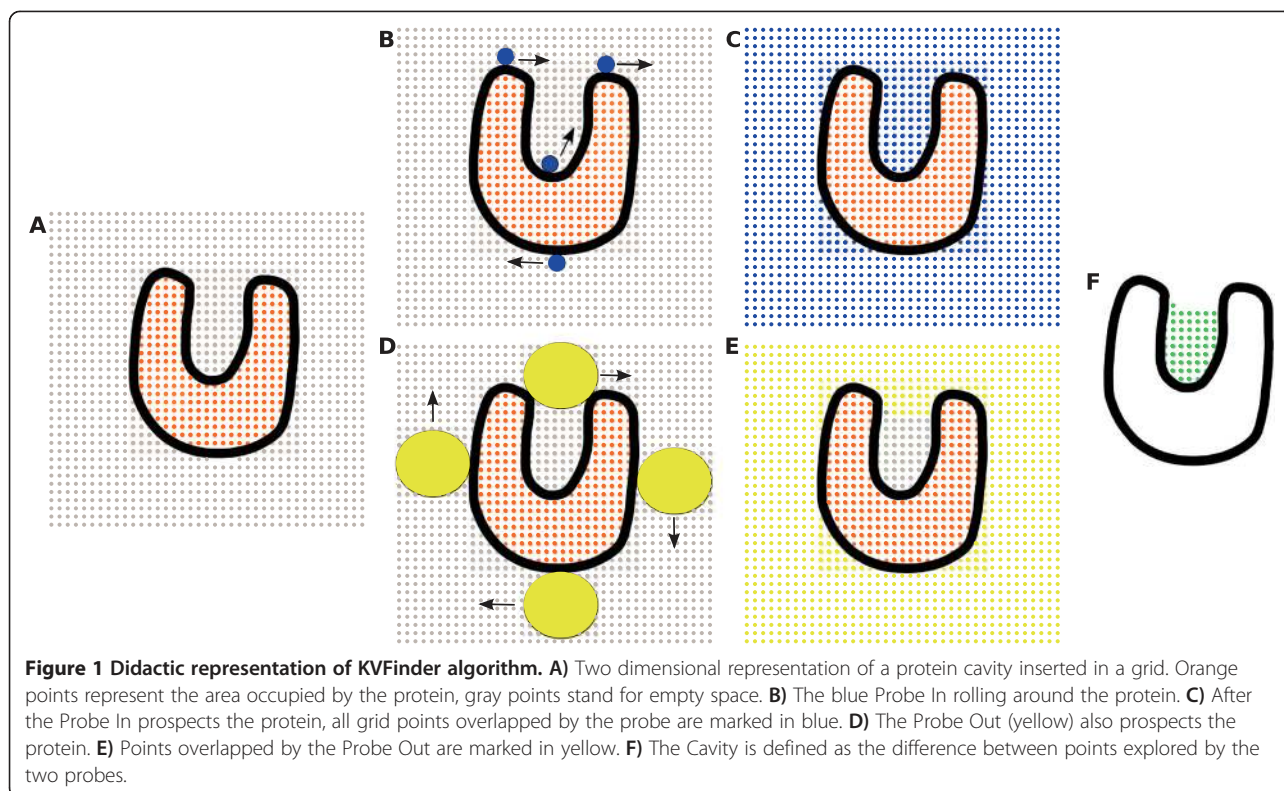 A
B
C
D
E
F
Figure 1 Didactic representation of KVFinder algorithm. A) Two dimensional representation of a protein cavity inserted in a grid. Orange
points represent the area occupied by the protein, gray points stand for empty space. B) The blue Probe In rolling around the protein. C) After
the Probe In prospects the protein, all grid points overlapped by the probe are marked in blue. D) The Probe Out (yellow) also prospects the
protein. E) Points overlapped by the Probe Out are marked in yellow. F) The Cavity is defined as the difference between points explored by the
two probes.